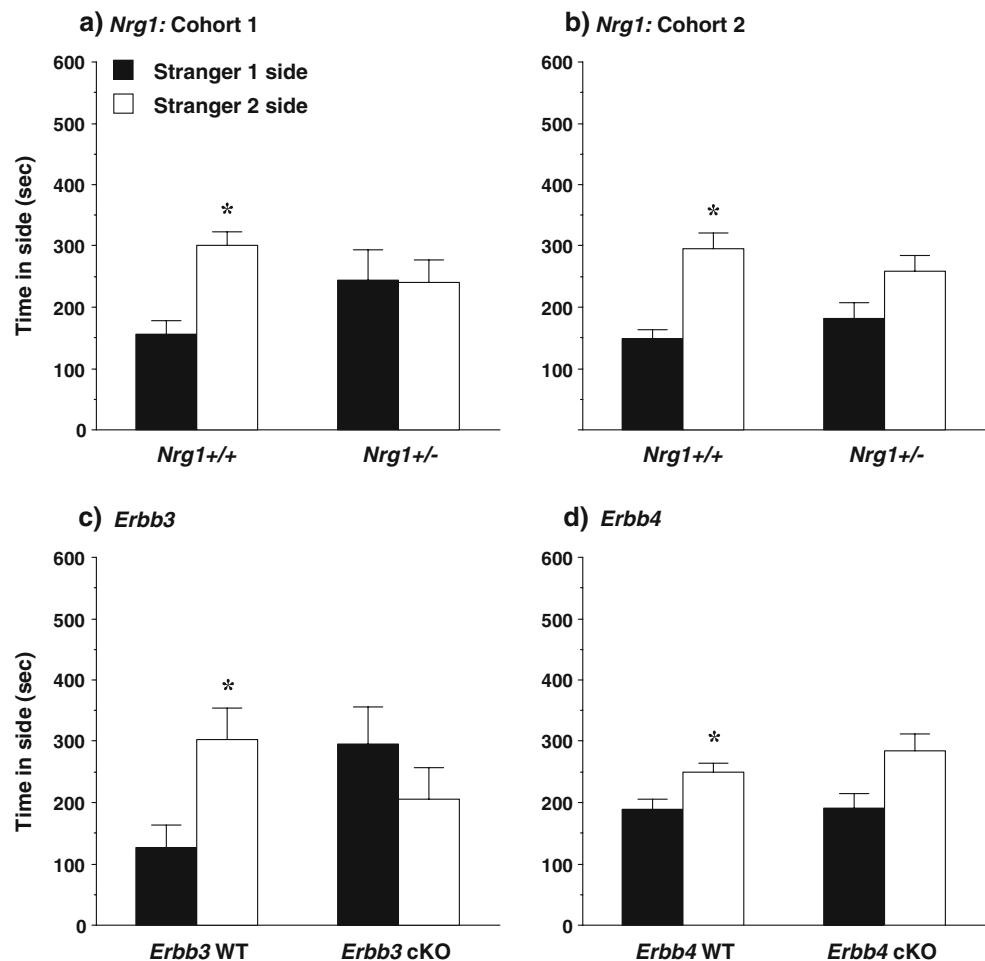 a) Nrg1: Cohort 1
600
500
400
300
200
100
0
Time in side (sec)
Stranger 1 side
Stranger 2 side
*
Nrg1+/+ Nrg1+/-
b) Nrg1: Cohort 2
600
500
400
300
200
100
0
*
Nrg1+/+ Nrg1+/-
c) Erbb3
600
500
400
300
200
100
0
Time in side (sec)
*
Erbb3 WT Erbb3 cKO
d) Erbb4
600
500
400
300
200
100
0
*
Erbb4 WT Erbb4 cKO